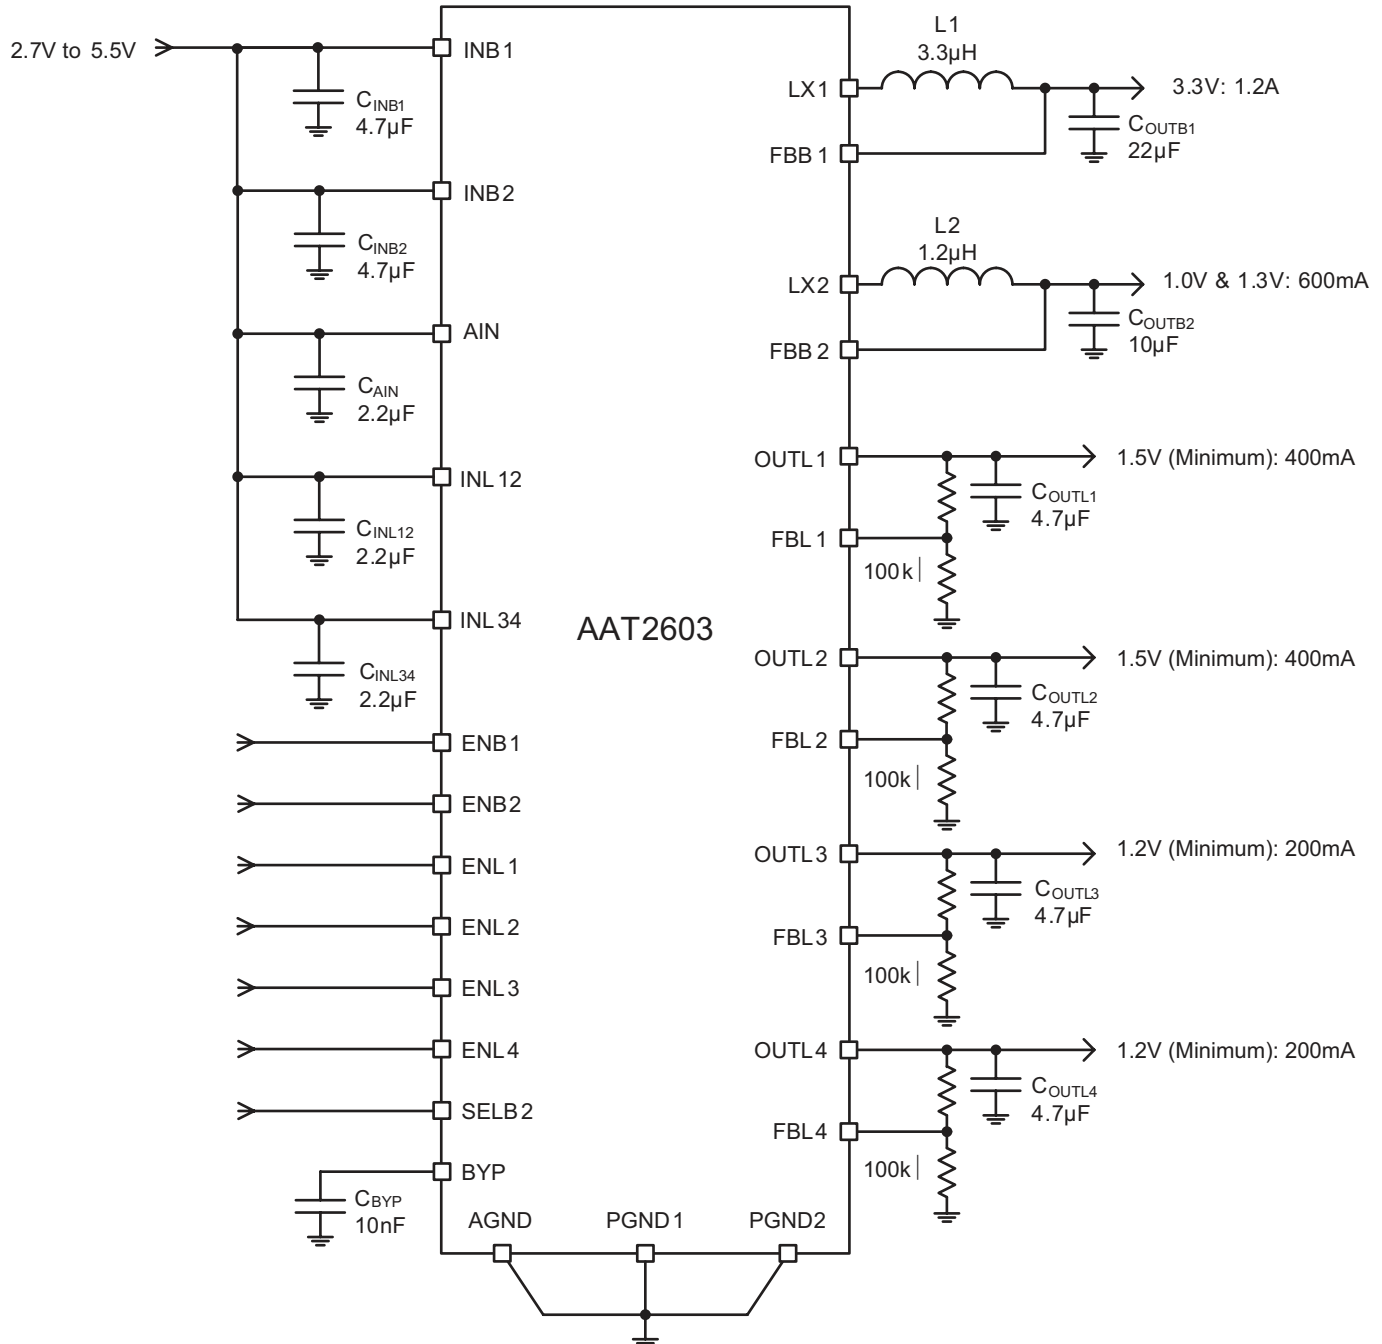 2.7V to 5.5V
INB1
CINB1
4.7µF
INB2
CINB2
4.7µF
AIN
CAIN
2.2µF
INL12
CINL12
2.2µF
INL34
CINL34
2.2µF
ENB1
ENB2
ENL1
ENL2
ENL3
ENL4
SELB2
BYP
CBYP
10nF
AAT2603
AGND
PGND1
PGND2
L1
3.3µH
LX1
3.3V: 1.2A
COUTB1
22µF
FBB1
L2
1.2µH
LX2
1.0V & 1.3V: 600mA
COUTB2
10µF
FBB2
OUTL1
1.5V (Minimum): 400mA
COUTL1
4.7µF
FBL1
100k
OUTL2
1.5V (Minimum): 400mA
COUTL2
4.7µF
FBL2
100k
OUTL3
1.2V (Minimum): 200mA
COUTL3
4.7µF
FBL3
100k
OUTL4
1.2V (Minimum): 200mA
COUTL4
4.7µF
FBL4
100k